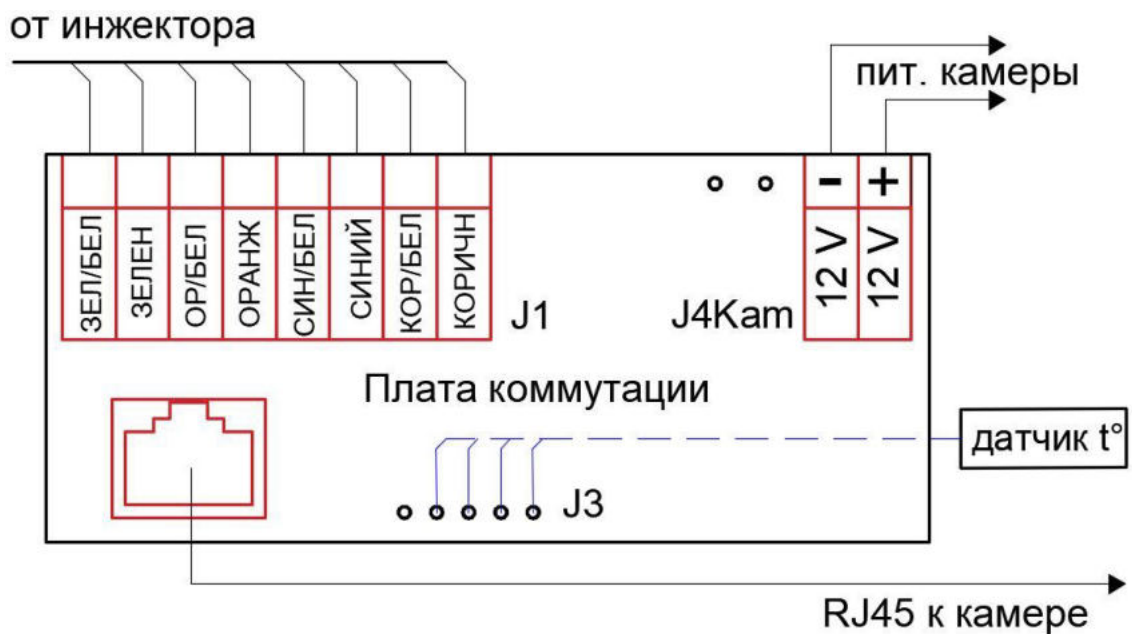 от инжектора
пит. камеры
- +
ЗЕЛ/БЕЛ
ЗЕЛЕН
ОР/БЕЛ
ОРАНЖ
СИН/БЕЛ
СИНИЙ
КОР/БЕЛ
КОРИЧН
J1
J4Kam
12 V
12 V
Плата коммутации
датчик t°
J3
RJ45 к камере